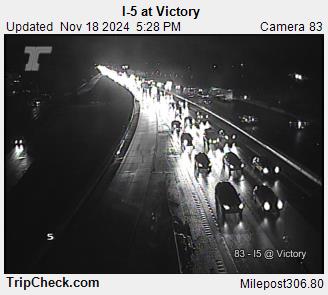 I-5 at Victory
Updated Nov 18 2024 5:28 PM Camera 83
T
S
83 - I5 @ Victory
TripCheck.com Milepost306.80